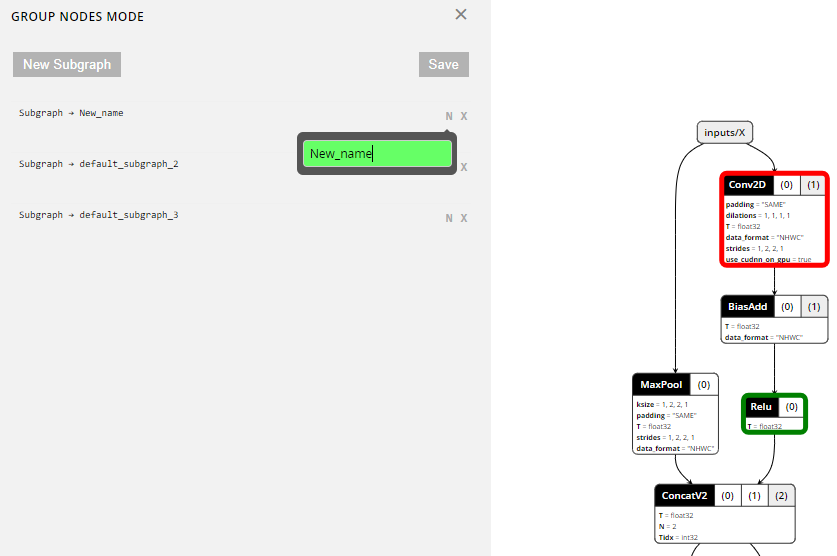 GROUP NODES MODE
×
New Subgraph
Save
Subgraph → New_name
N X
New_name
Subgraph → default_subgraph_2
X
Subgraph → default_subgraph_3
N X
inputs/X
Conv2D (0) (1)
padding = "SAME"
dilations = 1, 1, 1, 1
T = float32
data_format = "NHWC"
strides = 1, 2, 2, 1
use_cudnn_on_gpu = true
BiasAdd (0) (1)
T = float32
data_format = "NHWC"
MaxPool (0)
ksize = 1, 2, 2, 1
padding = "SAME"
T = float32
strides = 1, 2, 2, 1
data_format = "NHWC"
Relu (0)
T = float32
ConcatV2 (0) (1) (2)
T = float32
N = 2
Tidx = int32